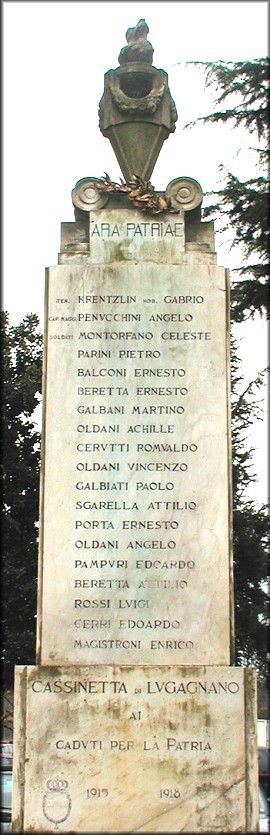 ARA PATRIAE
TEN. KRENTZLIN NOB. GABRIO
CAP. MAGG. PENVCCHINI ANGELO
SOLDATI MONTORFANO CELESTE
PARINI PIETRO
BALCONI ERNESTO
BERETTA ERNESTO
GALBANI MARTINO
OLDANI ACHILLE
CERVTTI ROMVALDO
OLDANI VINCENZO
GALBIATI PAOLO
SGARELLA ATTILIO
PORTA ERNESTO
OLDANI ANGELO
PAMPVRI EDOARDO
BERETTA ATTILIO
ROSSI LVIGI
CERRI EDOARDO
MAGISTRONI ENRICO
CASSINETTA DI LVGAGNANO
AI
CADVTI PER LA PATRIA
1915 1918